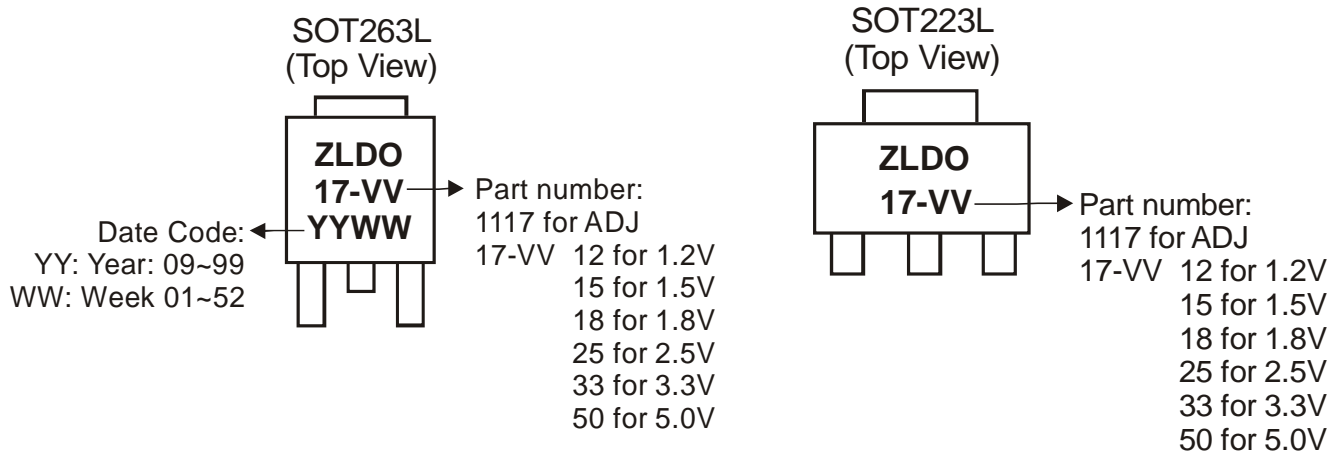 SOT263L
(Top View)
ZLDO
17-VV
YYWW
Date Code:
YY: Year: 09~99
WW: Week 01~52
Part number:
1117 for ADJ
17-VV 12 for 1.2V
15 for 1.5V
18 for 1.8V
25 for 2.5V
33 for 3.3V
50 for 5.0V
SOT223L
(Top View)
ZLDO
17-VV
Part number:
1117 for ADJ
17-VV 12 for 1.2V
15 for 1.5V
18 for 1.8V
25 for 2.5V
33 for 3.3V
50 for 5.0V